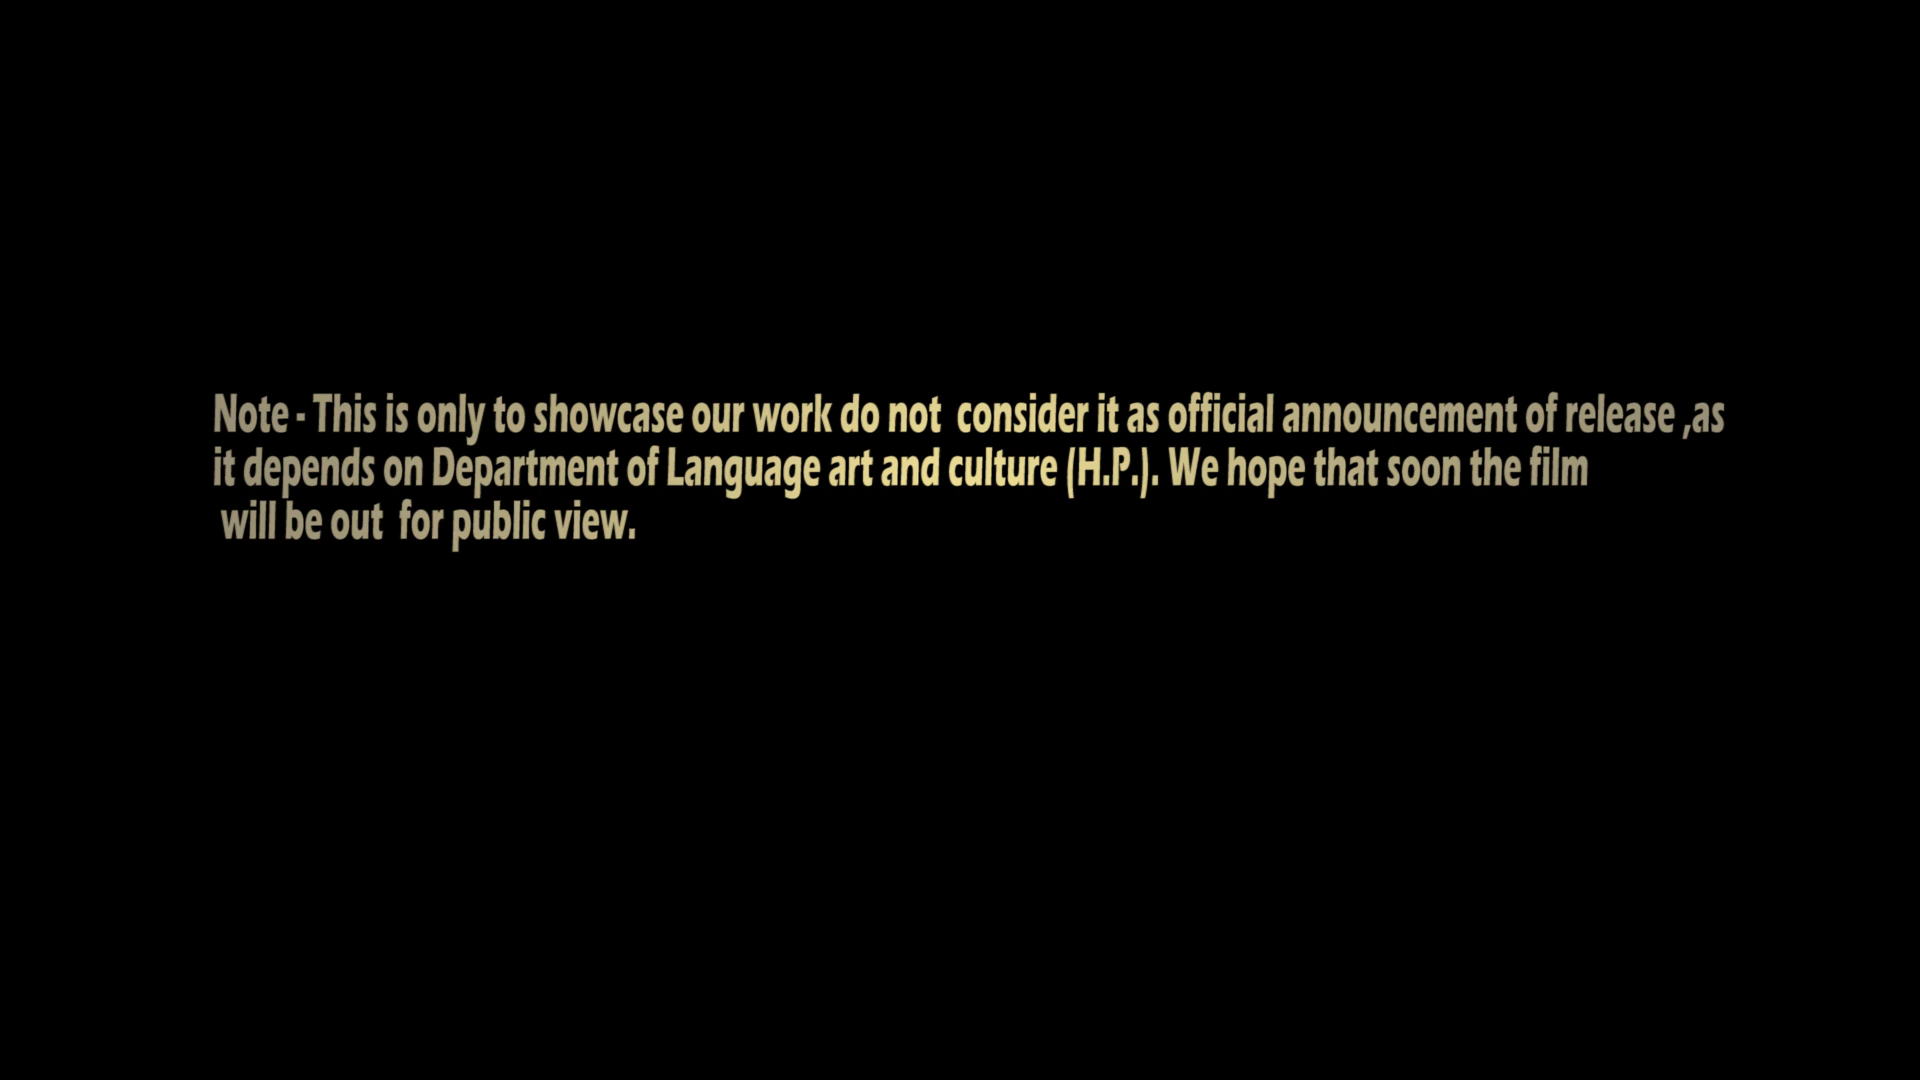 Note - This is only to showcase our work do not  consider it as official announcement of release ,as
it depends on Department of Language art and culture (H.P.). We hope that soon the film
will be out  for public view.